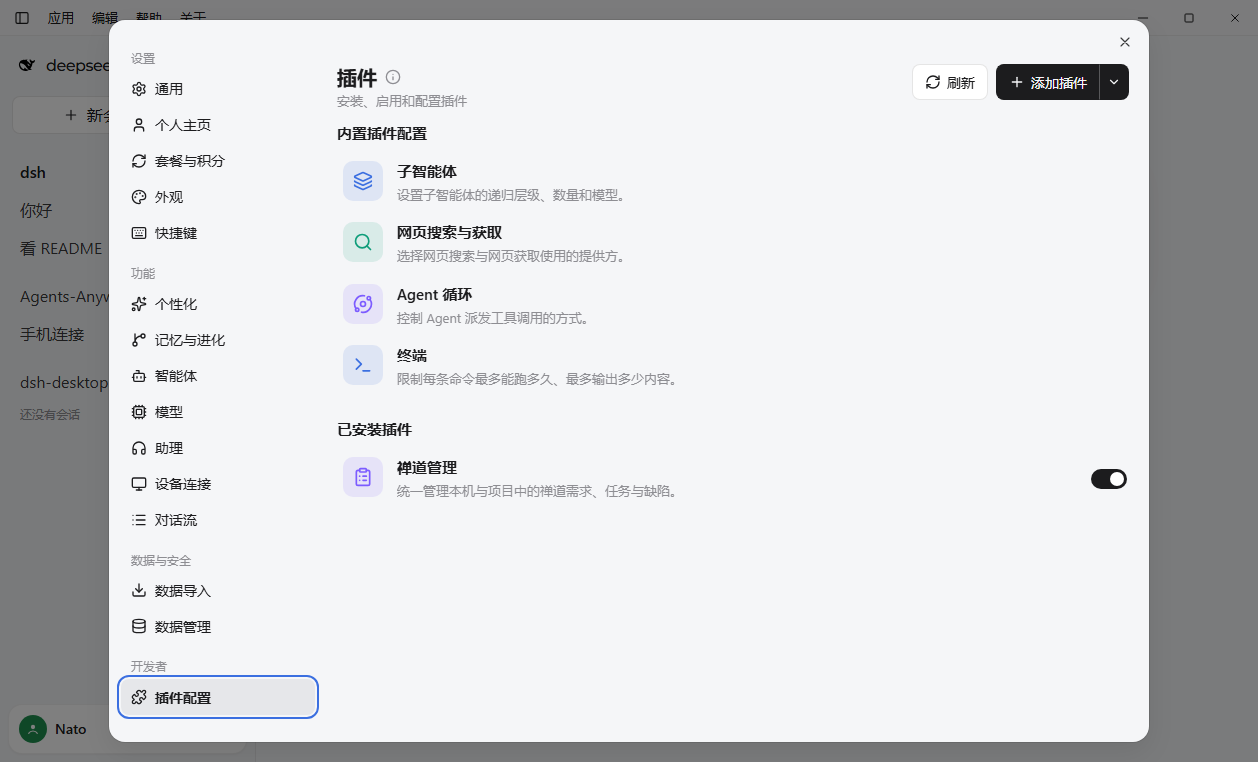 应用 编辑 帮助 关于
deepsee
新
dsh
你好
看 README
Agents-Any
手机连接
dsh-desktop
还没有会话
Nato
设置
通用
个人主页
套餐与积分
外观
快捷键
功能
个性化
记忆与进化
智能体
模型
助理
设备连接
对话流
数据与安全
数据导入
数据管理
开发者
插件配置
插件
刷新
添加插件
安装、启用和配置插件
内置插件配置
子智能体
设置子智能体的递归层级、数量和模型。
网页搜索与获取
选择网页搜索与网页获取使用的提供方。
Agent 循环
控制 Agent 派发工具调用的方式。
终端
限制每条命令最多能跑多久、最多输出多少内容。
已安装插件
禅道管理
统一管理本机与项目中的禅道需求、任务与缺陷。